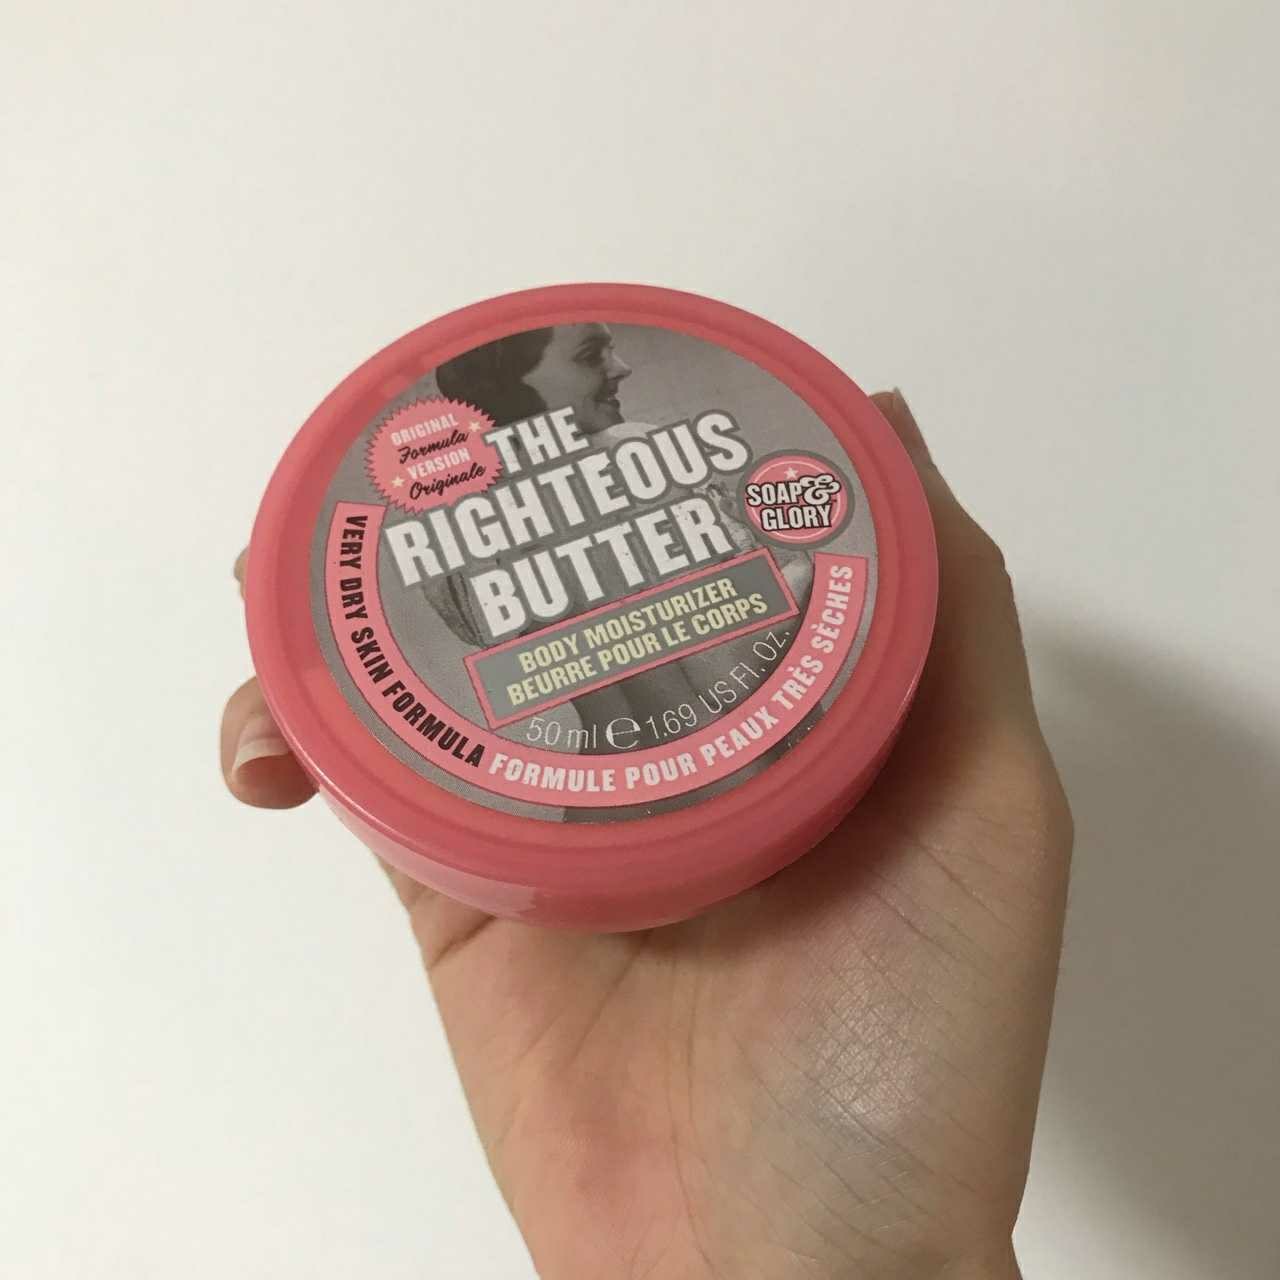 ORIGINAL
Formula
VERSION
Originale
THE
RIGHTEOUS
BUTTER
SOAP&
GLORY
BODY MOISTURIZER
BEURRE POUR LE CORPS
50 ml e 1.69 US Fl. Oz.
VERY DRY SKIN FORMULA FORMULE POUR PEAUX TRÈS SÈCHES